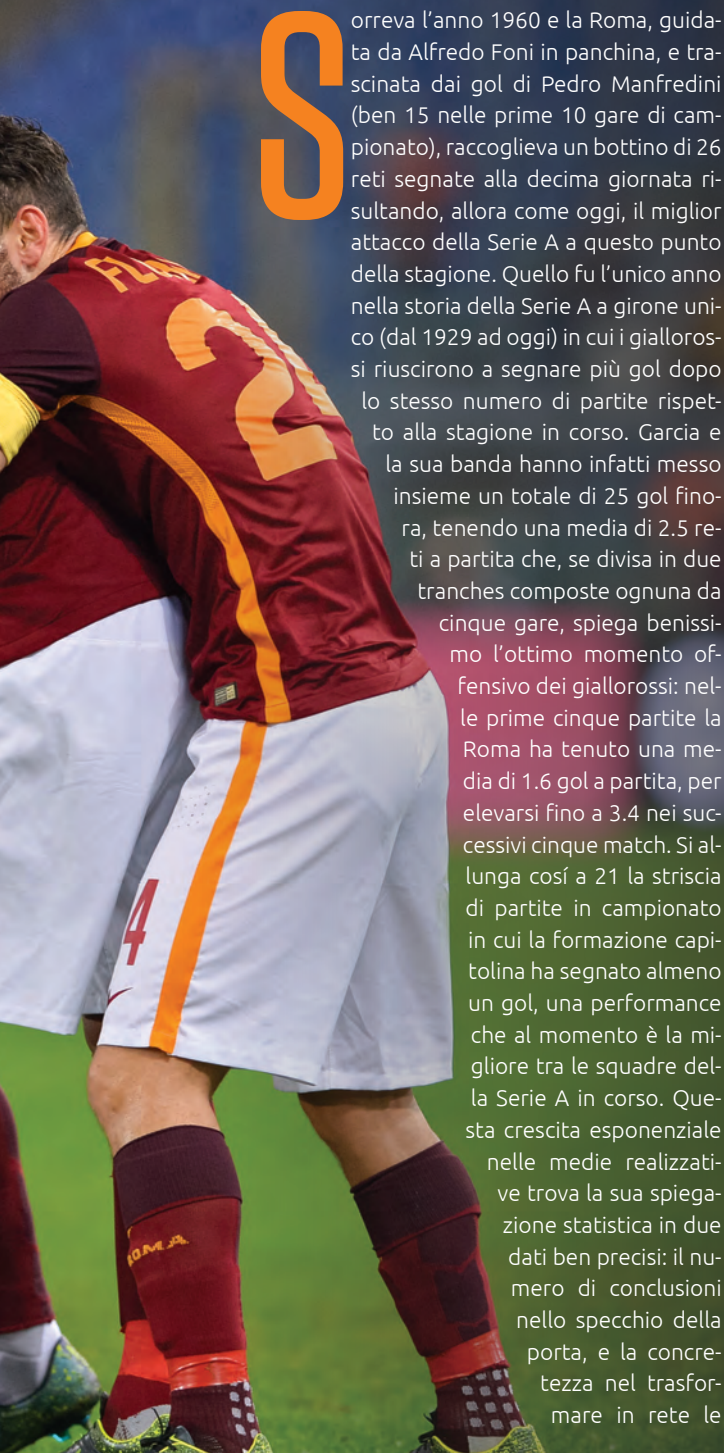 Sorreva l’anno 1960 e la Roma, guida-
ta da Alfredo Foni in panchina, e tra-
scinata dai gol di Pedro Manfredini
(ben 15 nelle prime 10 gare di cam-
pionato), raccoglieva un bottino di 26
reti segnate alla decima giornata ri-
sultando, allora come oggi, il miglior
attacco della Serie A a questo punto
della stagione. Quello fu l’unico anno
nella storia della Serie A a girone uni-
co (dal 1929 ad oggi) in cui i gialloros-
si riuscirono a segnare più gol dopo
lo stesso numero di partite rispet-
to alla stagione in corso. Garcia e
la sua banda hanno infatti messo
insieme un totale di 25 gol fino-
ra, tenendo una media di 2.5 re-
ti a partita che, se divisa in due
tranches composte ognuna da
cinque gare, spiega benissi-
mo l’ottimo momento of-
fensivo dei giallorossi: nel-
le prime cinque partite la
Roma ha tenuto una me-
dia di 1.6 gol a partita, per
elevarsi fino a 3.4 nei suc-
cessivi cinque match. Si al-
lunga cosí a 21 la striscia
di partite in campionato
in cui la formazione capi-
tolina ha segnato almeno
un gol, una performance
che al momento è la mi-
gliore tra le squadre del-
la Serie A in corso. Que-
sta crescita esponenziale
nelle medie realizzati-
ve trova la sua spiega-
zione statistica in due
dati ben precisi: il nu-
mero di conclusioni
nello specchio della
porta, e la concre-
tezza nel trasfor-
mare in rete le
24
4
ROMA